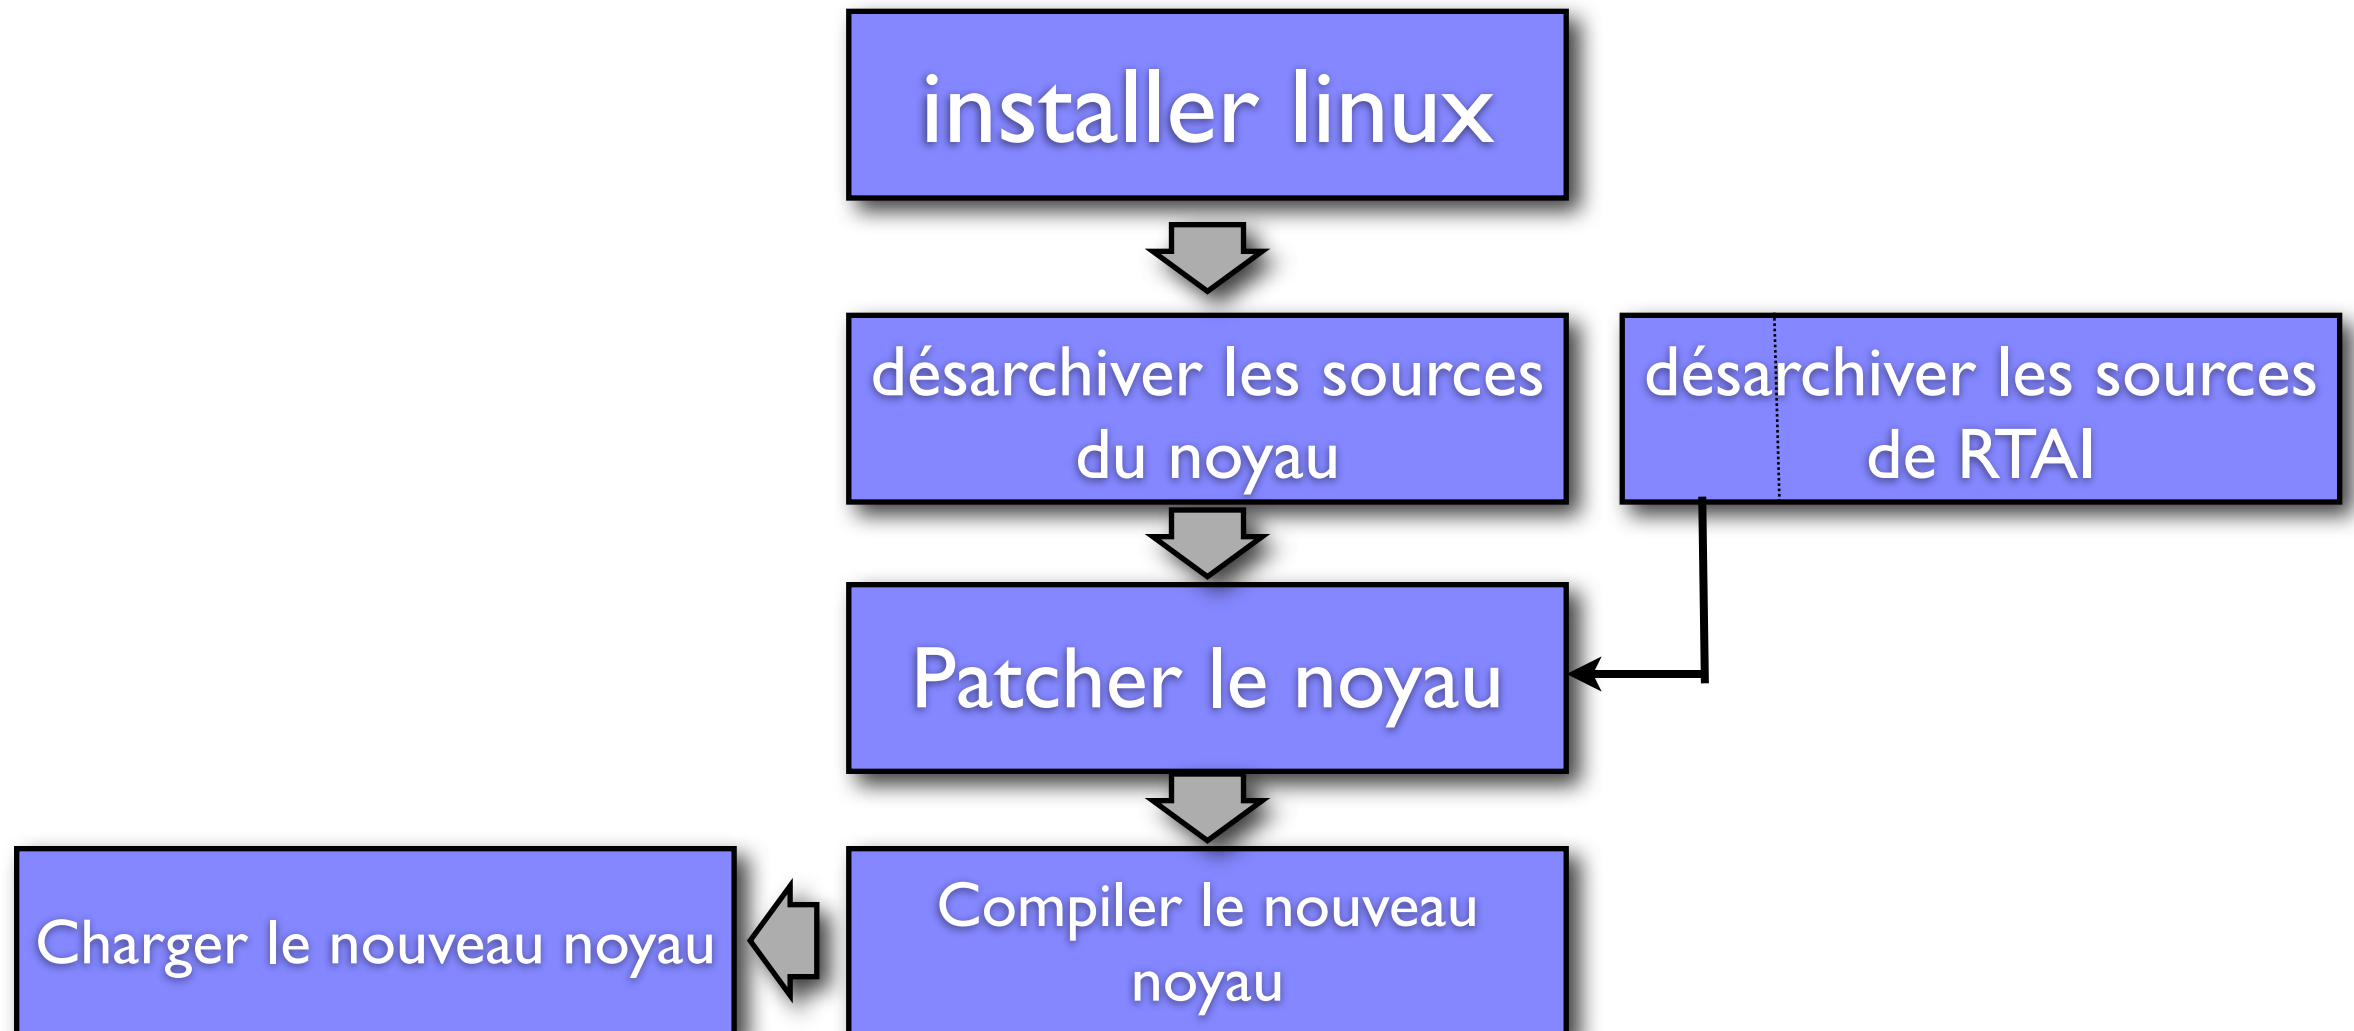 installer linux
désarchiver les sources
du noyau
désarchiver les sources
de RTAI
Patcher le noyau
Compiler le nouveau
noyau
Charger le nouveau noyau